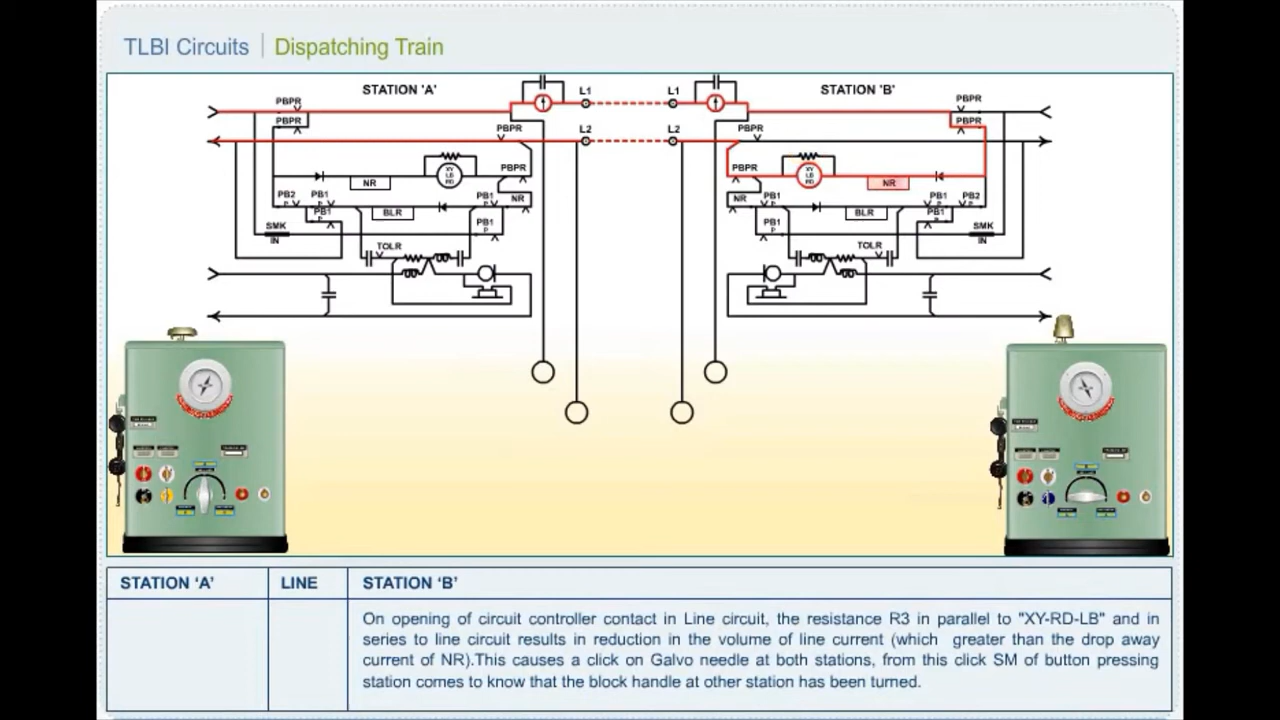 TLBI Circuits | Dispatching Train
STATION 'A'
L1
L1
STATION 'B'
PBPR
PBPR
PBPR
PBPR
PBPR
L2
L2
PBPR
PBPR
PBPR
XY
LB
RD
NR
XY
LB
RD
NR
PB2
P
PB1
P
PB1
P
NR
NR
PB1
P
PB1
P
PB2
P
PB1
P
BLR
BLR
PB1
P
SMK
IN
PB1
P
PB1
P
SMK
IN
TOLR
TOLR
STATION 'A'
LINE
STATION 'B'
On opening of circuit controller contact in Line circuit, the resistance R3 in parallel to "XY-RD-LB" and in
series to line circuit results in reduction in the volume of line current (which greater than the drop away
current of NR).This causes a click on Galvo needle at both stations, from this click SM of button pressing
station comes to know that the block handle at other station has been turned.